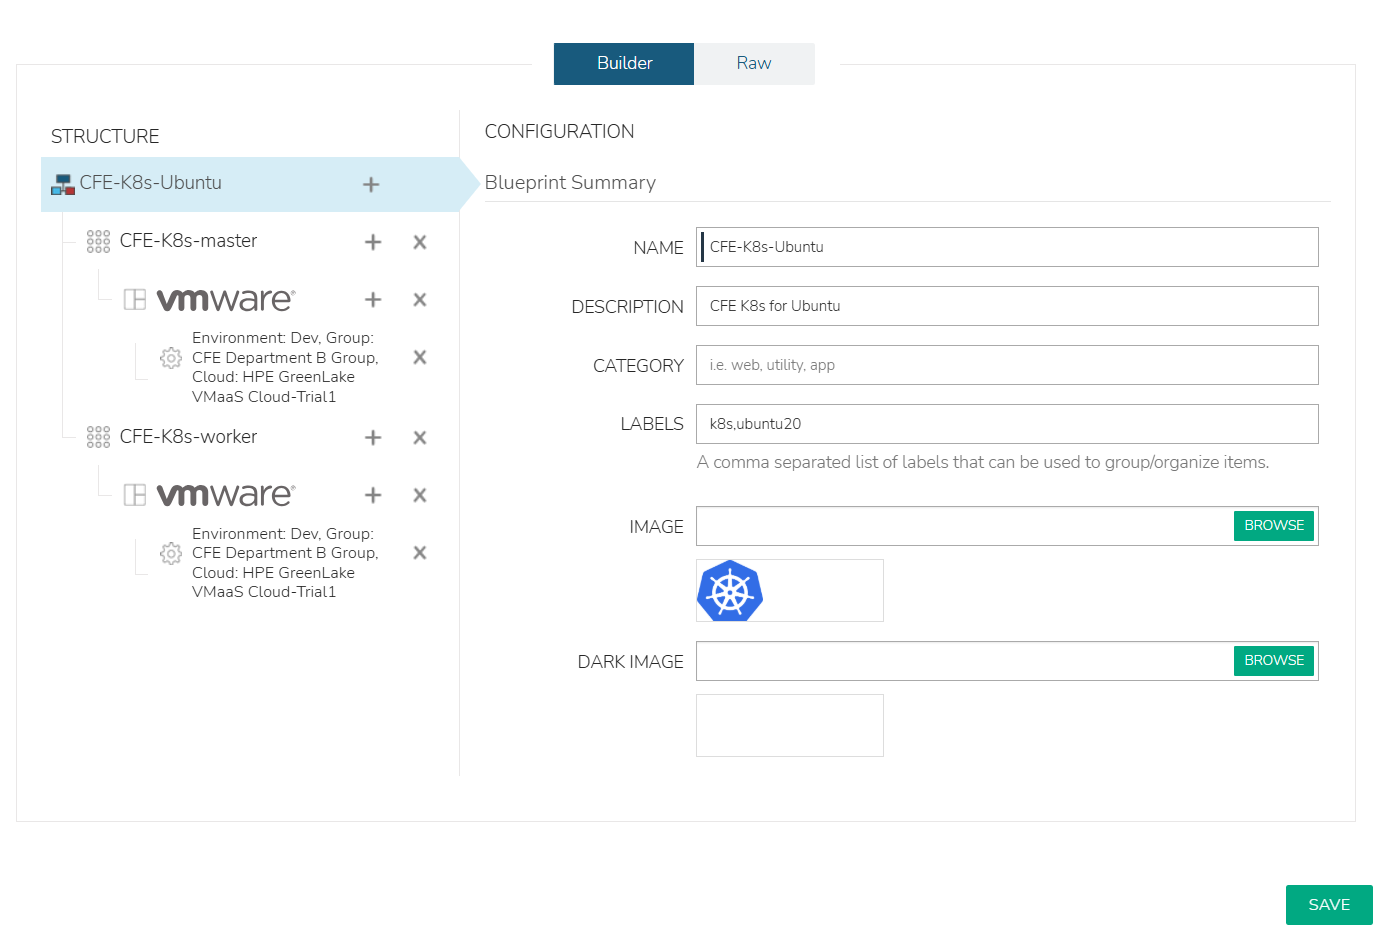 Builder
Raw
STRUCTURE
CFE-K8s-Ubuntu
CFE-K8s-master
vmware®
Environment: Dev, Group:
CFE Department B Group,
Cloud: HPE GreenLake
VMaaS Cloud-Trial1
CFE-K8s-worker
vmware®
Environment: Dev, Group:
CFE Department B Group,
Cloud: HPE GreenLake
VMaaS Cloud-Trial1
CONFIGURATION
Blueprint Summary
NAME
CFE-K8s-Ubuntu
DESCRIPTION
CFE K8s for Ubuntu
CATEGORY
i.e. web, utility, app
LABELS
k8s,ubuntu20
A comma separated list of labels that can be used to group/organize items.
IMAGE
BROWSE
DARK IMAGE
BROWSE
SAVE